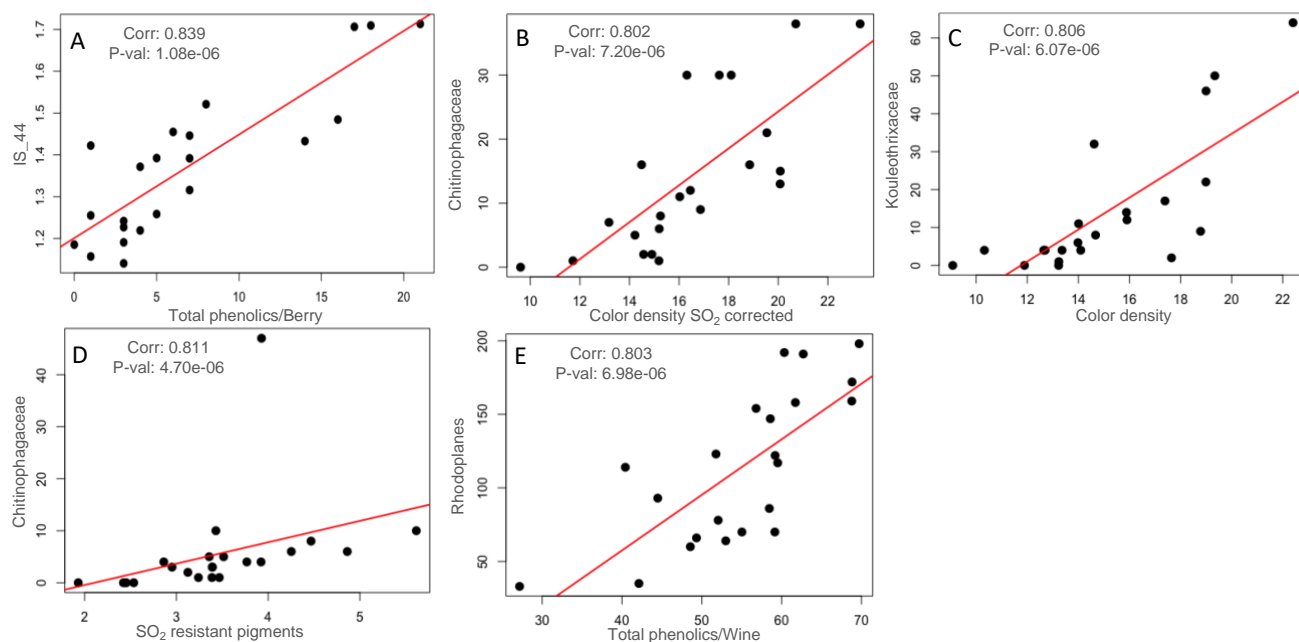 A
Corr: 0.839
P-val: 1.08e-06
IS_44
1.2
1.3
1.4
1.5
1.6
1.7
0
5
10
15
20
Total phenolics/Berry
B
Corr: 0.802
P-val: 7.20e-06
Chitinophagaceae
0
10
20
30
10
12
14
16
18
20
22
Color density SO2 corrected
C
Corr: 0.806
P-val: 6.07e-06
Kouleothrixaceae
0
10
20
30
40
50
60
10
12
14
16
18
20
22
Color density
D
Corr: 0.811
P-val: 4.70e-06
Chitinophagaceae
0
10
20
30
40
2
3
4
5
SO2 resistant pigments
E
Corr: 0.803
P-val: 6.98e-06
Rhodoplanes
50
100
150
200
30
40
50
60
70
Total phenolics/Wine